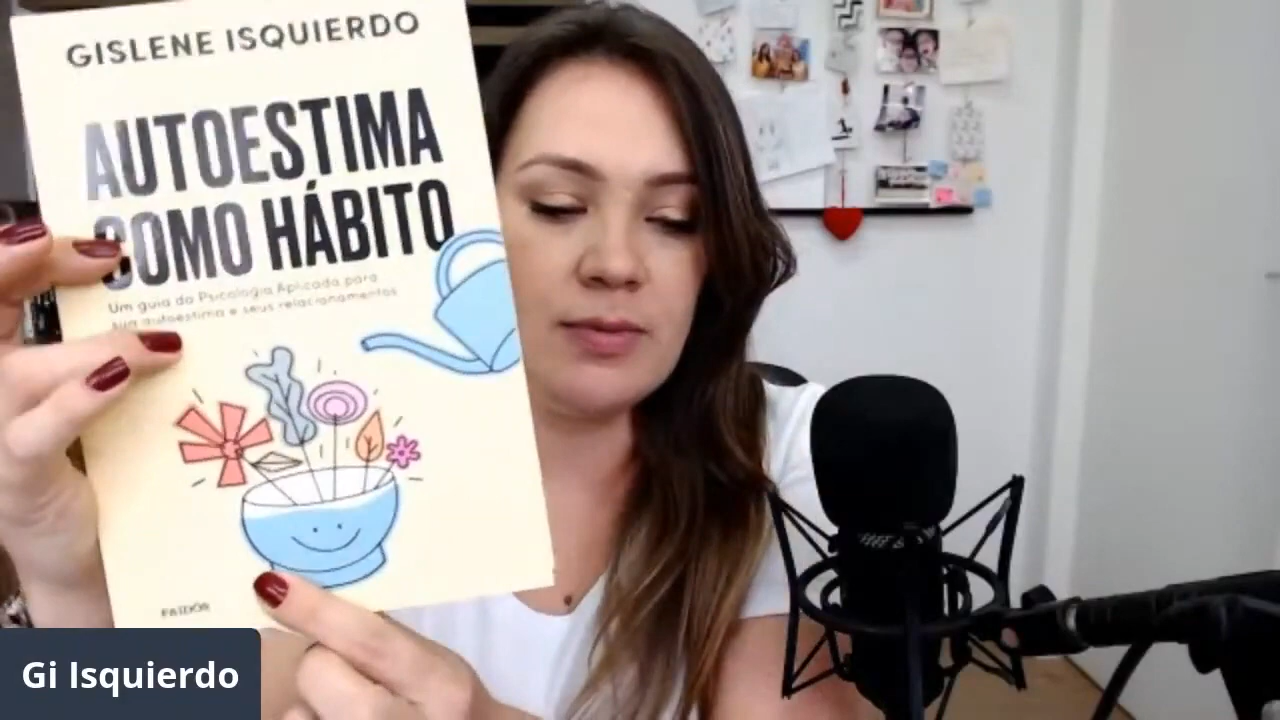 GISLENE ISQUIERDO
AUTOESTIMA
COMO HÁBITO
Um guia da Psicologia Aplicada para
sua autoestima e seus relacionamentos
PAIDÓS
Gi Isquierdo